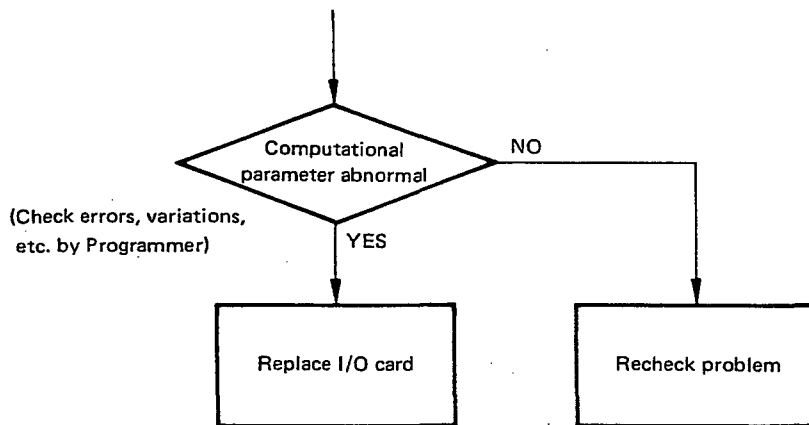 Computational
parameter abnormal
NO
(Check errors, variations,
etc. by Programmer)
YES
Replace I/O card
Recheck problem